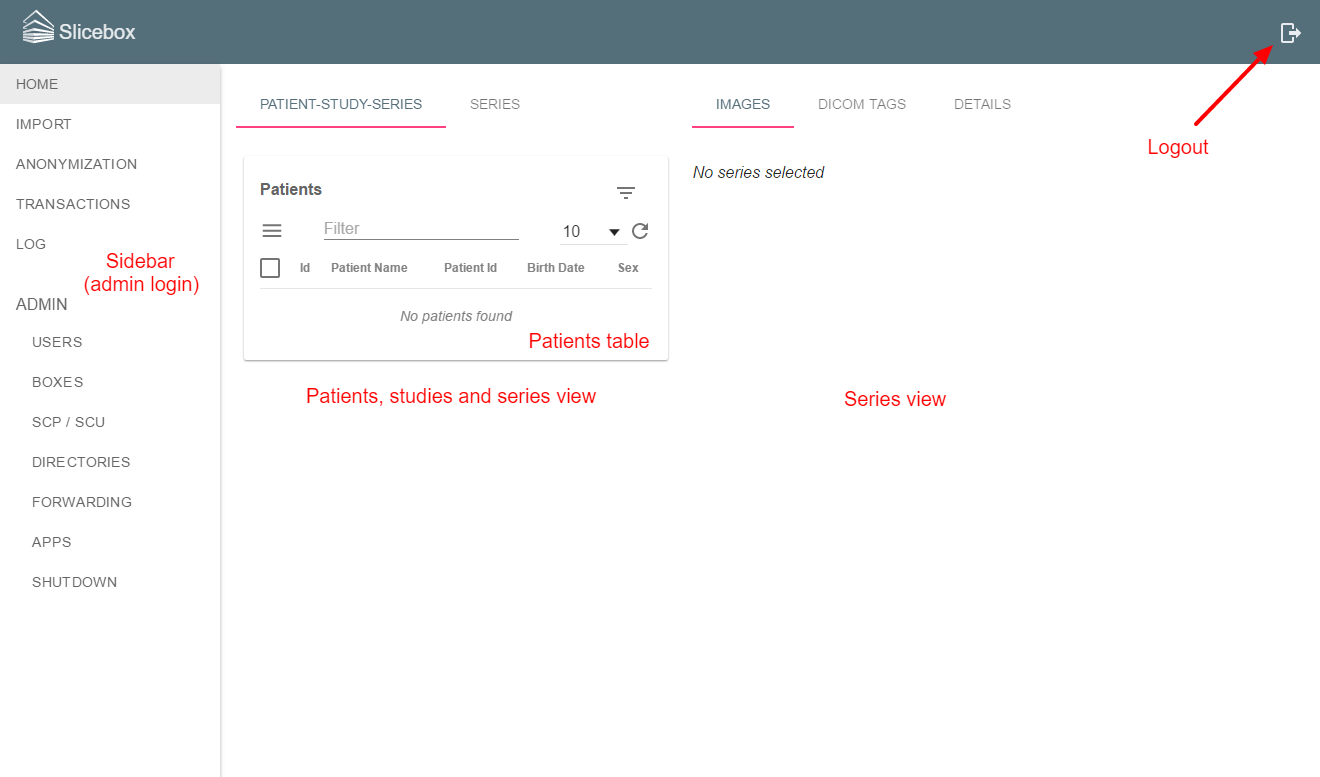 Slicebox
HOME
IMPORT
ANONYMIZATION
TRANSACTIONS
LOG
Sidebar
(admin login)
ADMIN
USERS
BOXES
SCP / SCU
DIRECTORIES
FORWARDING
APPS
SHUTDOWN
PATIENT-STUDY-SERIES SERIES
Patients
Filter 10
Id Patient Name Patient Id Birth Date Sex
No patients found
Patients table
Patients, studies and series view
IMAGES DICOM TAGS DETAILS
No series selected
Series view
Logout